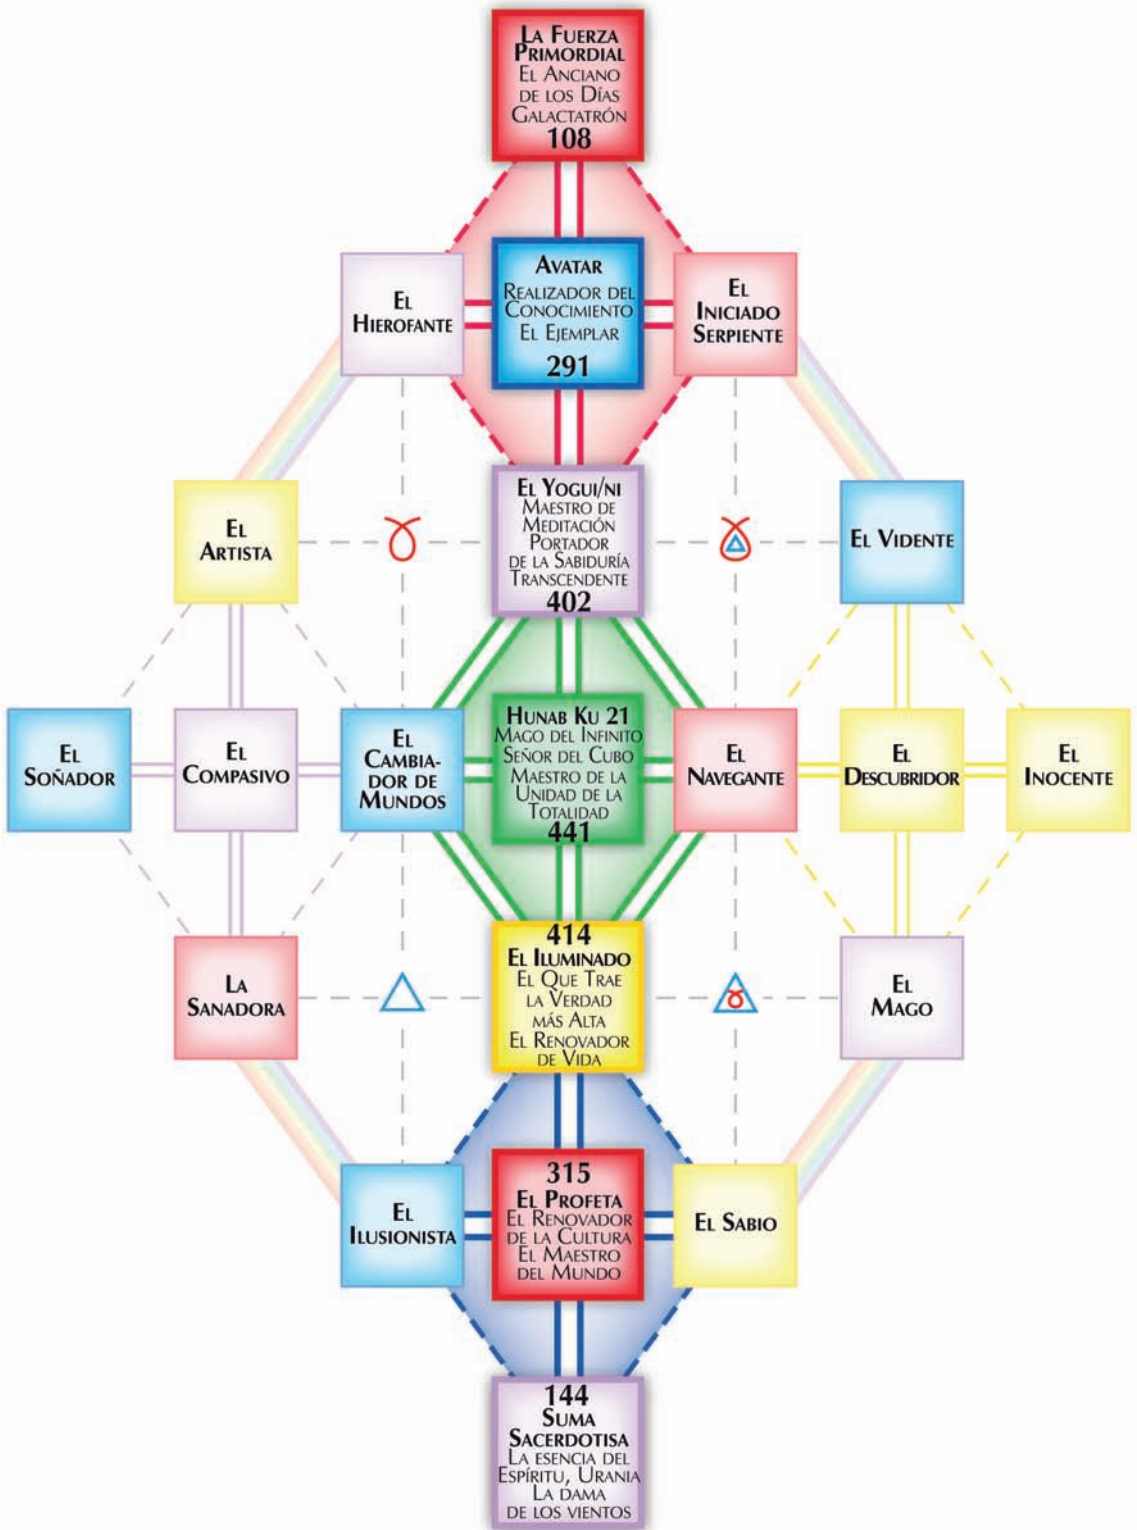 La Fuerza
Primordial
El Anciano
de los Días
Galactatrón
108
El
Hierofante
Avatar
Realizador del
Conocimiento
El Ejemplar
291
El
Iniciado
Serpiente
El
Artista
El Yogui/ni
Maestro de
Meditación
Portador
de la Sabiduría
Transcendente
402
El Vidente
El
Soñador
El
Compasivo
El
Cambia-
dor de
Mundos
Hunab Ku 21
Mago del Infinito
Señor del Cubo
Maestro de la
Unidad de la
Totalidad
441
El
Navegante
El
Descubridor
El
Inocente
La
Sanadora
414
El Iluminado
El Que Trae
la Verdad
más Alta
El Renovador
de Vida
El
Mago
El
Ilusionista
315
El Profeta
El Renovador
de la Cultura
El Maestro
del Mundo
El Sabio
144
Suma
Sacerdotisa
La esencia del
Espíritu, Urania
La dama
de los vientos